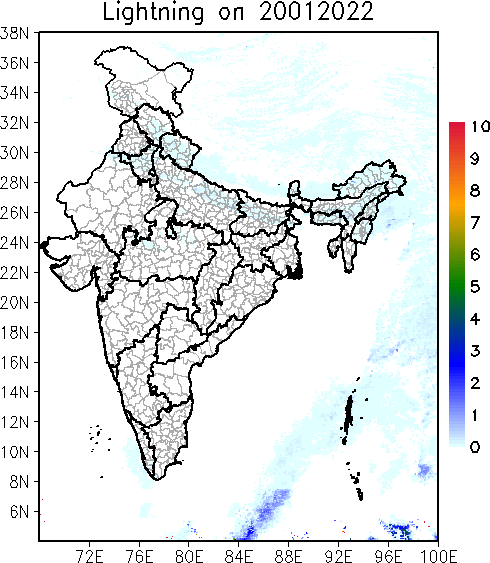 Lightning on 20012022
38N
36N
34N
32N
30N
28N
26N
24N
22N
20N
18N
16N
14N
12N
10N
8N
6N
72E 76E 80E 84E 88E 92E 96E 100E
10
9
8
7
6
5
4
3
2
1
0